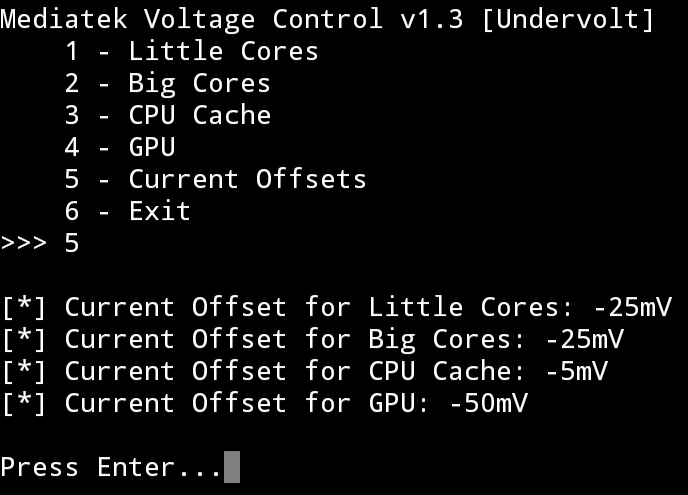 Mediatek Voltage Control v1.3 [Undervolt]
1 - Little Cores
2 - Big Cores
3 - CPU Cache
4 - GPU
5 - Current Offsets
6 - Exit
>>> 5
[*] Current Offset for Little Cores: -25mV
[*] Current Offset for Big Cores: -25mV
[*] Current Offset for CPU Cache: -5mV
[*] Current Offset for GPU: -50mV
Press Enter...